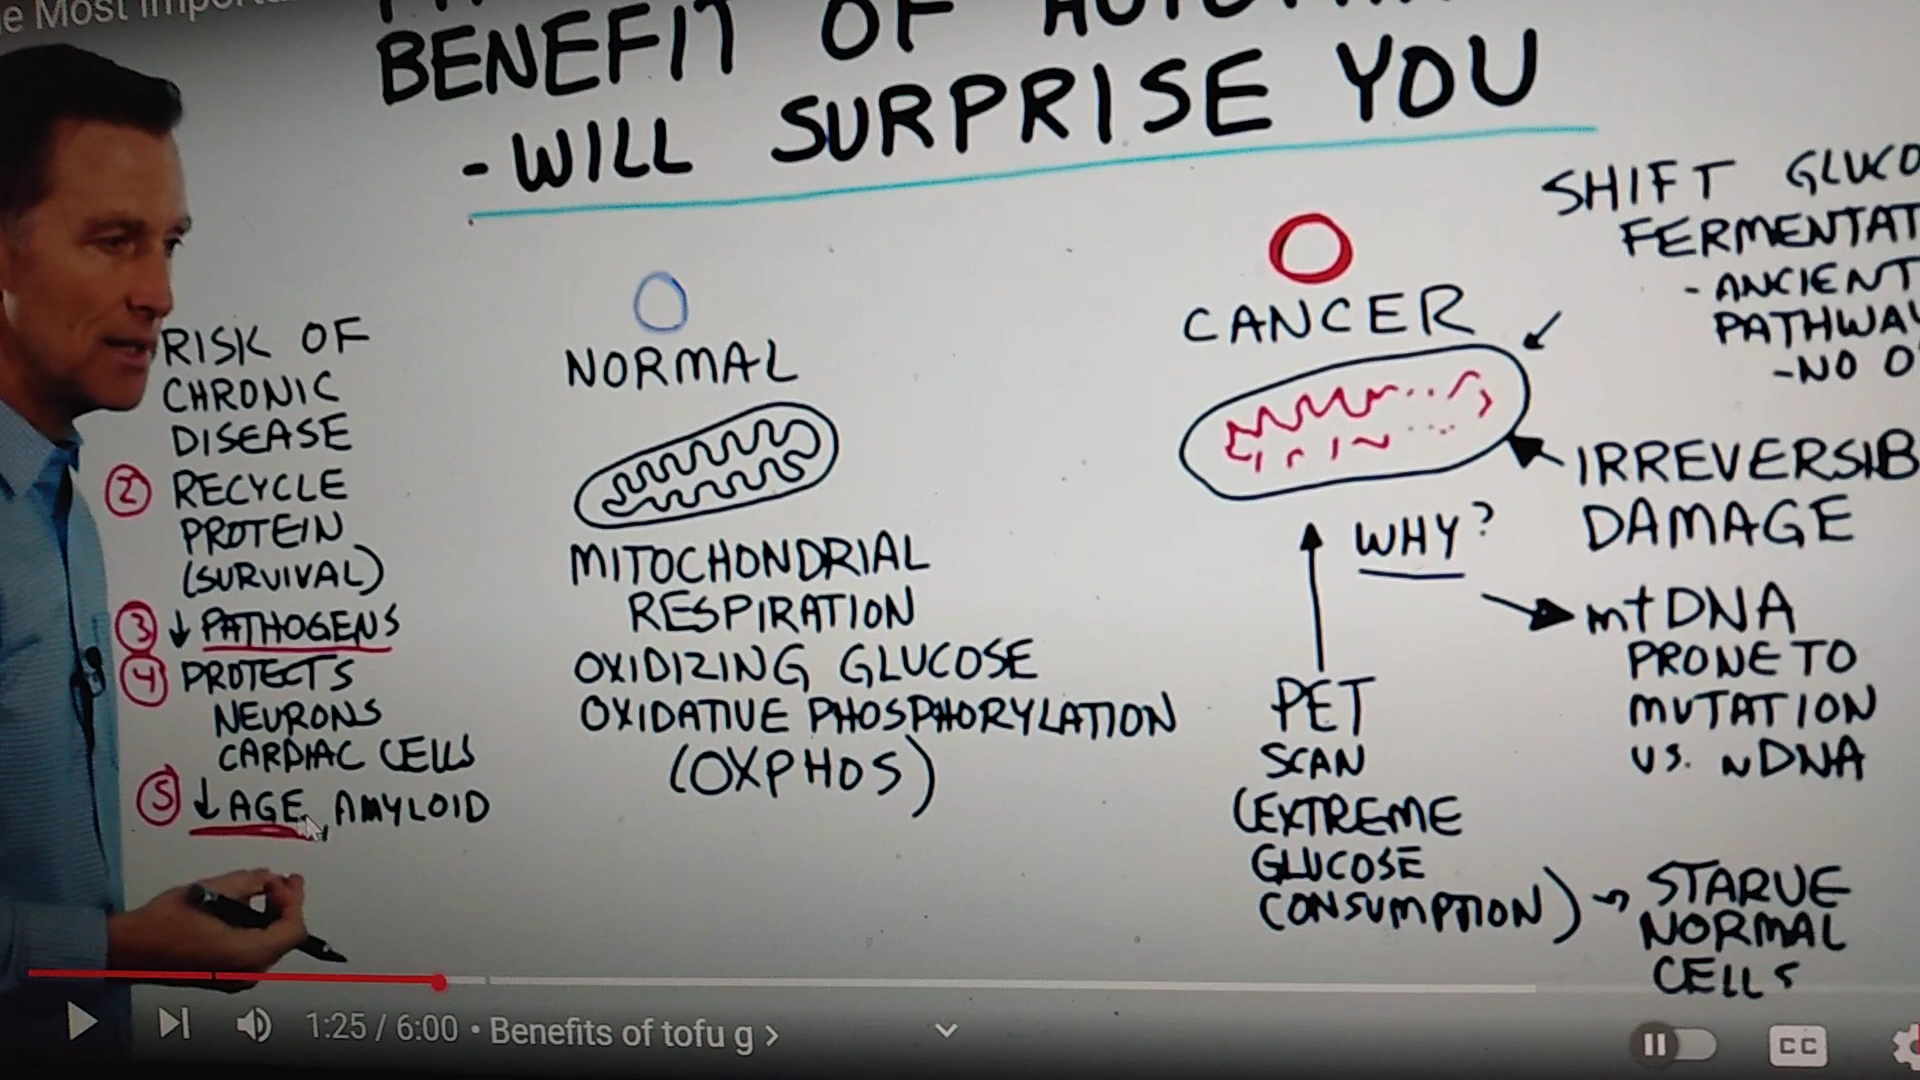 e Most
BENEFIT OF
- WILL SURPRISE YOU
RISK OF
CHRONIC
DISEASE
② RECYCLE
PROTEIN
(SURVIVAL)
③ ↓ PATHOGENS
④ PROTECTS
NEURONS
CARDIAC CELLS
⑤ ↓ AGE, AMYLOID
NORMAL
MITOCHONDRIAL
RESPIRATION
OXIDIZING GLUCOSE
OXIDATIVE PHOSPHORYLATION
(OXPHOS)
CANCER
WHY?
PET
SCAN
(EXTREME
GLUCOSE
CONSUMPTION) → STARVE
NORMAL
CELLS
SHIFT GLUCO
FERMENTAT
- ANCIENT
PATHWAY
- NO O
IRREVERSIB
DAMAGE
mtDNA
PRONE TO
MUTATION
VS. nDNA
1:25 / 6:00 • Benefits of tofu g >
CC